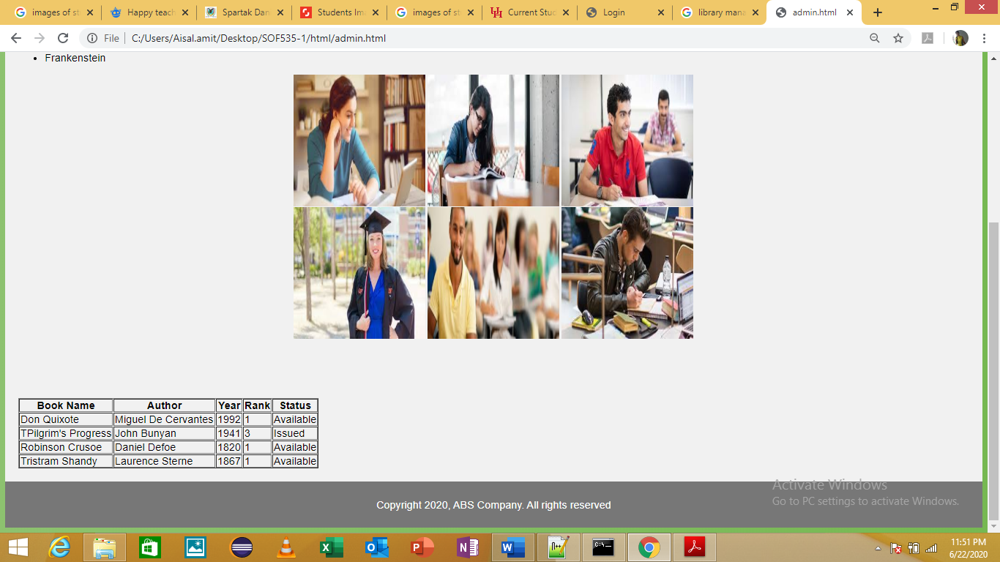 images of st
Happy teach
Spartak Dan
Students Ima
images of st
Current Stud
Login
library mana
admin.html
File
C:/Users/Aisal.amit/Desktop/SOF535-1/html/admin.html
• Frankenstein
Book Name Author Year Rank Status
Don Quixote Miguel De Cervantes 1992 1 Available
TPilgrim's Progress John Bunyan 1941 3 Issued
Robinson Crusoe Daniel Defoe 1820 1 Available
Tristram Shandy Laurence Sterne 1867 1 Available
Activate Windows
Go to PC settings to activate Windows.
Copyright 2020, ABS Company. All rights reserved
11:51 PM
6/22/2020